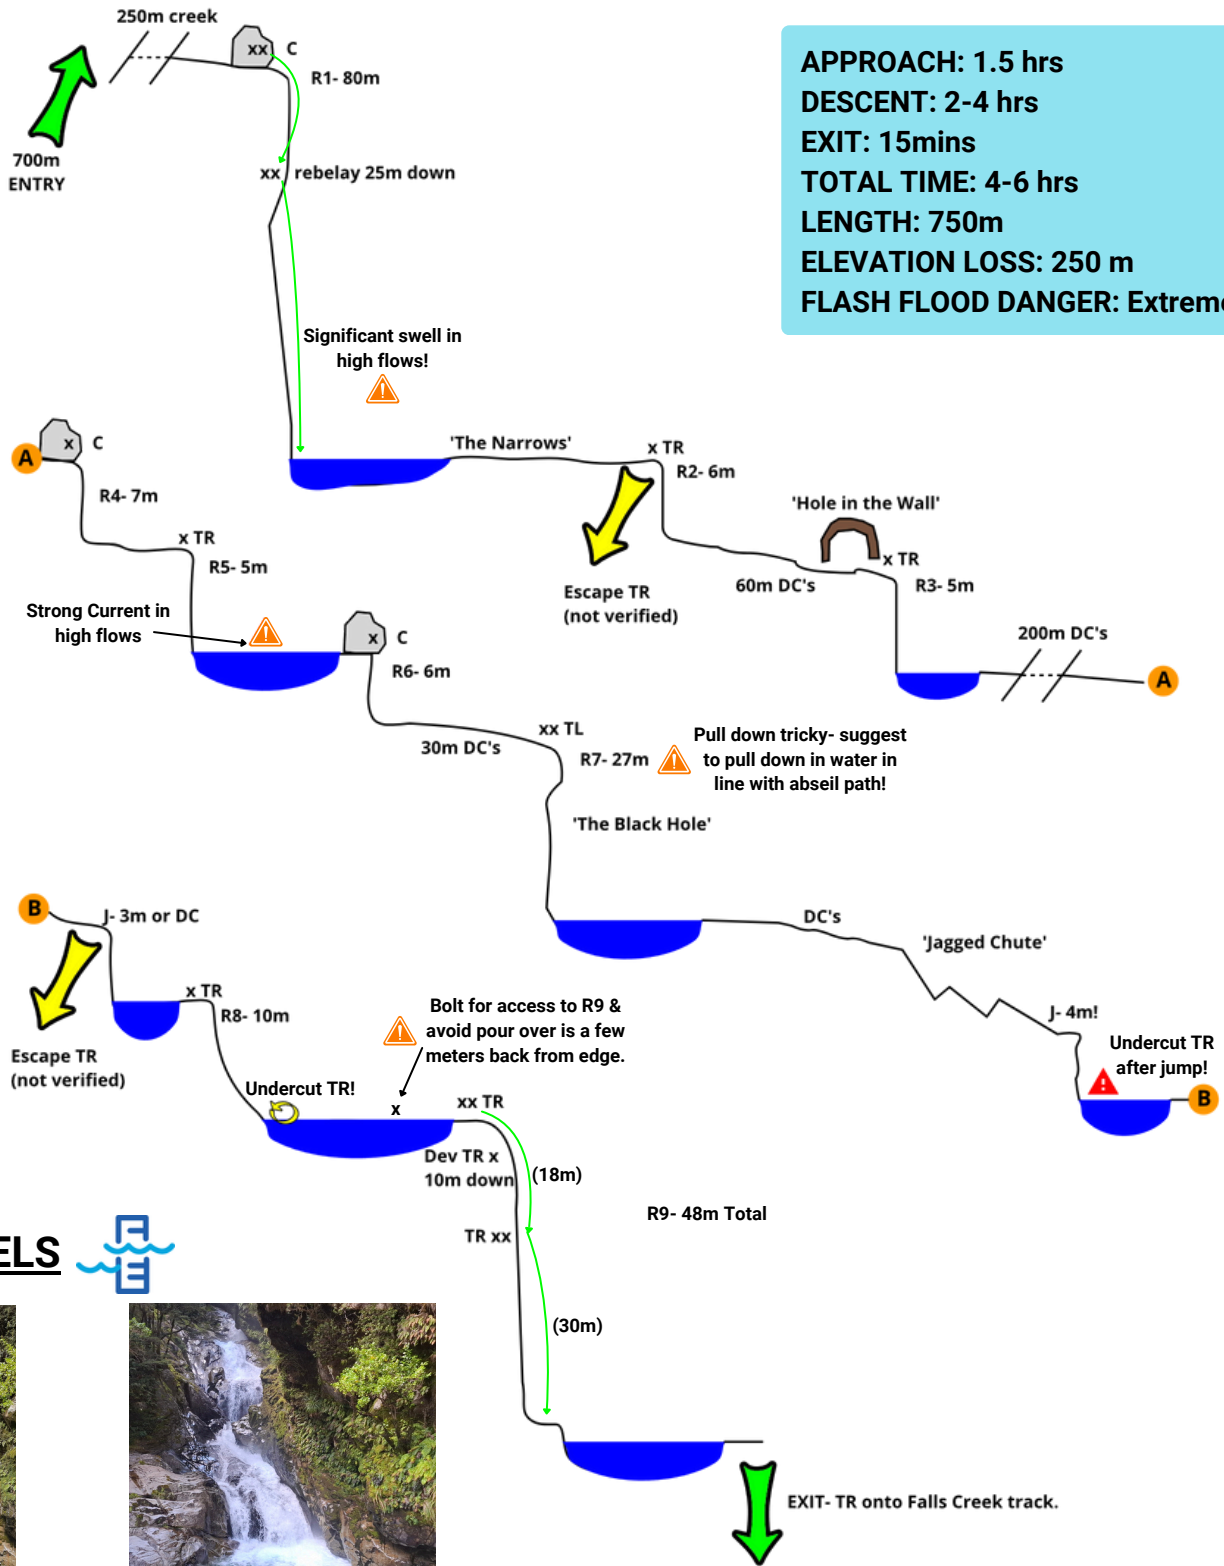 250m creek
xx C
R1- 80m
700m
ENTRY
xx rebelay 25m down
APPROACH: 1.5 hrs
DESCENT: 2-4 hrs
EXIT: 15mins
TOTAL TIME: 4-6 hrs
LENGTH: 750m
ELEVATION LOSS: 250 m
FLASH FLOOD DANGER: Extreme
Significant swell in
high flows!
'The Narrows'
x TR
R2- 6m
Escape TR
(not verified)
'Hole in the Wall'
60m DC's
x TR
R3- 5m
200m DC's
A
A
x C
R4- 7m
x TR
R5- 5m
Strong Current in
high flows
x C
R6- 6m
30m DC's
xx TL
R7- 27m
Pull down tricky- suggest
to pull down in water in
line with abseil path!
'The Black Hole'
DC's
'Jagged Chute'
J- 4m!
Undercut TR
after jump!
B
B
J- 3m or DC
Escape TR
(not verified)
x TR
R8- 10m
Undercut TR!
Bolt for access to R9 &
avoid pour over is a few
meters back from edge.
x
xx TR
Dev TR x
10m down
(18m)
TR xx
R9- 48m Total
(30m)
EXIT- TR onto Falls Creek track.
ELS